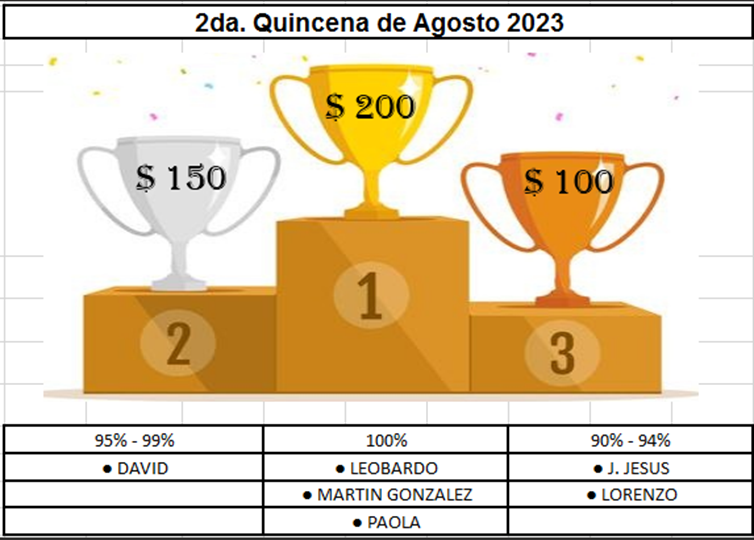 2da. Quincena de Agosto 2023
$ 200
$ 150
$ 100
1
2
3
95% - 99% 100% 90% - 94%
● DAVID ● LEOBARDO ● J. JESUS
● MARTIN GONZALEZ ● LORENZO
● PAOLA